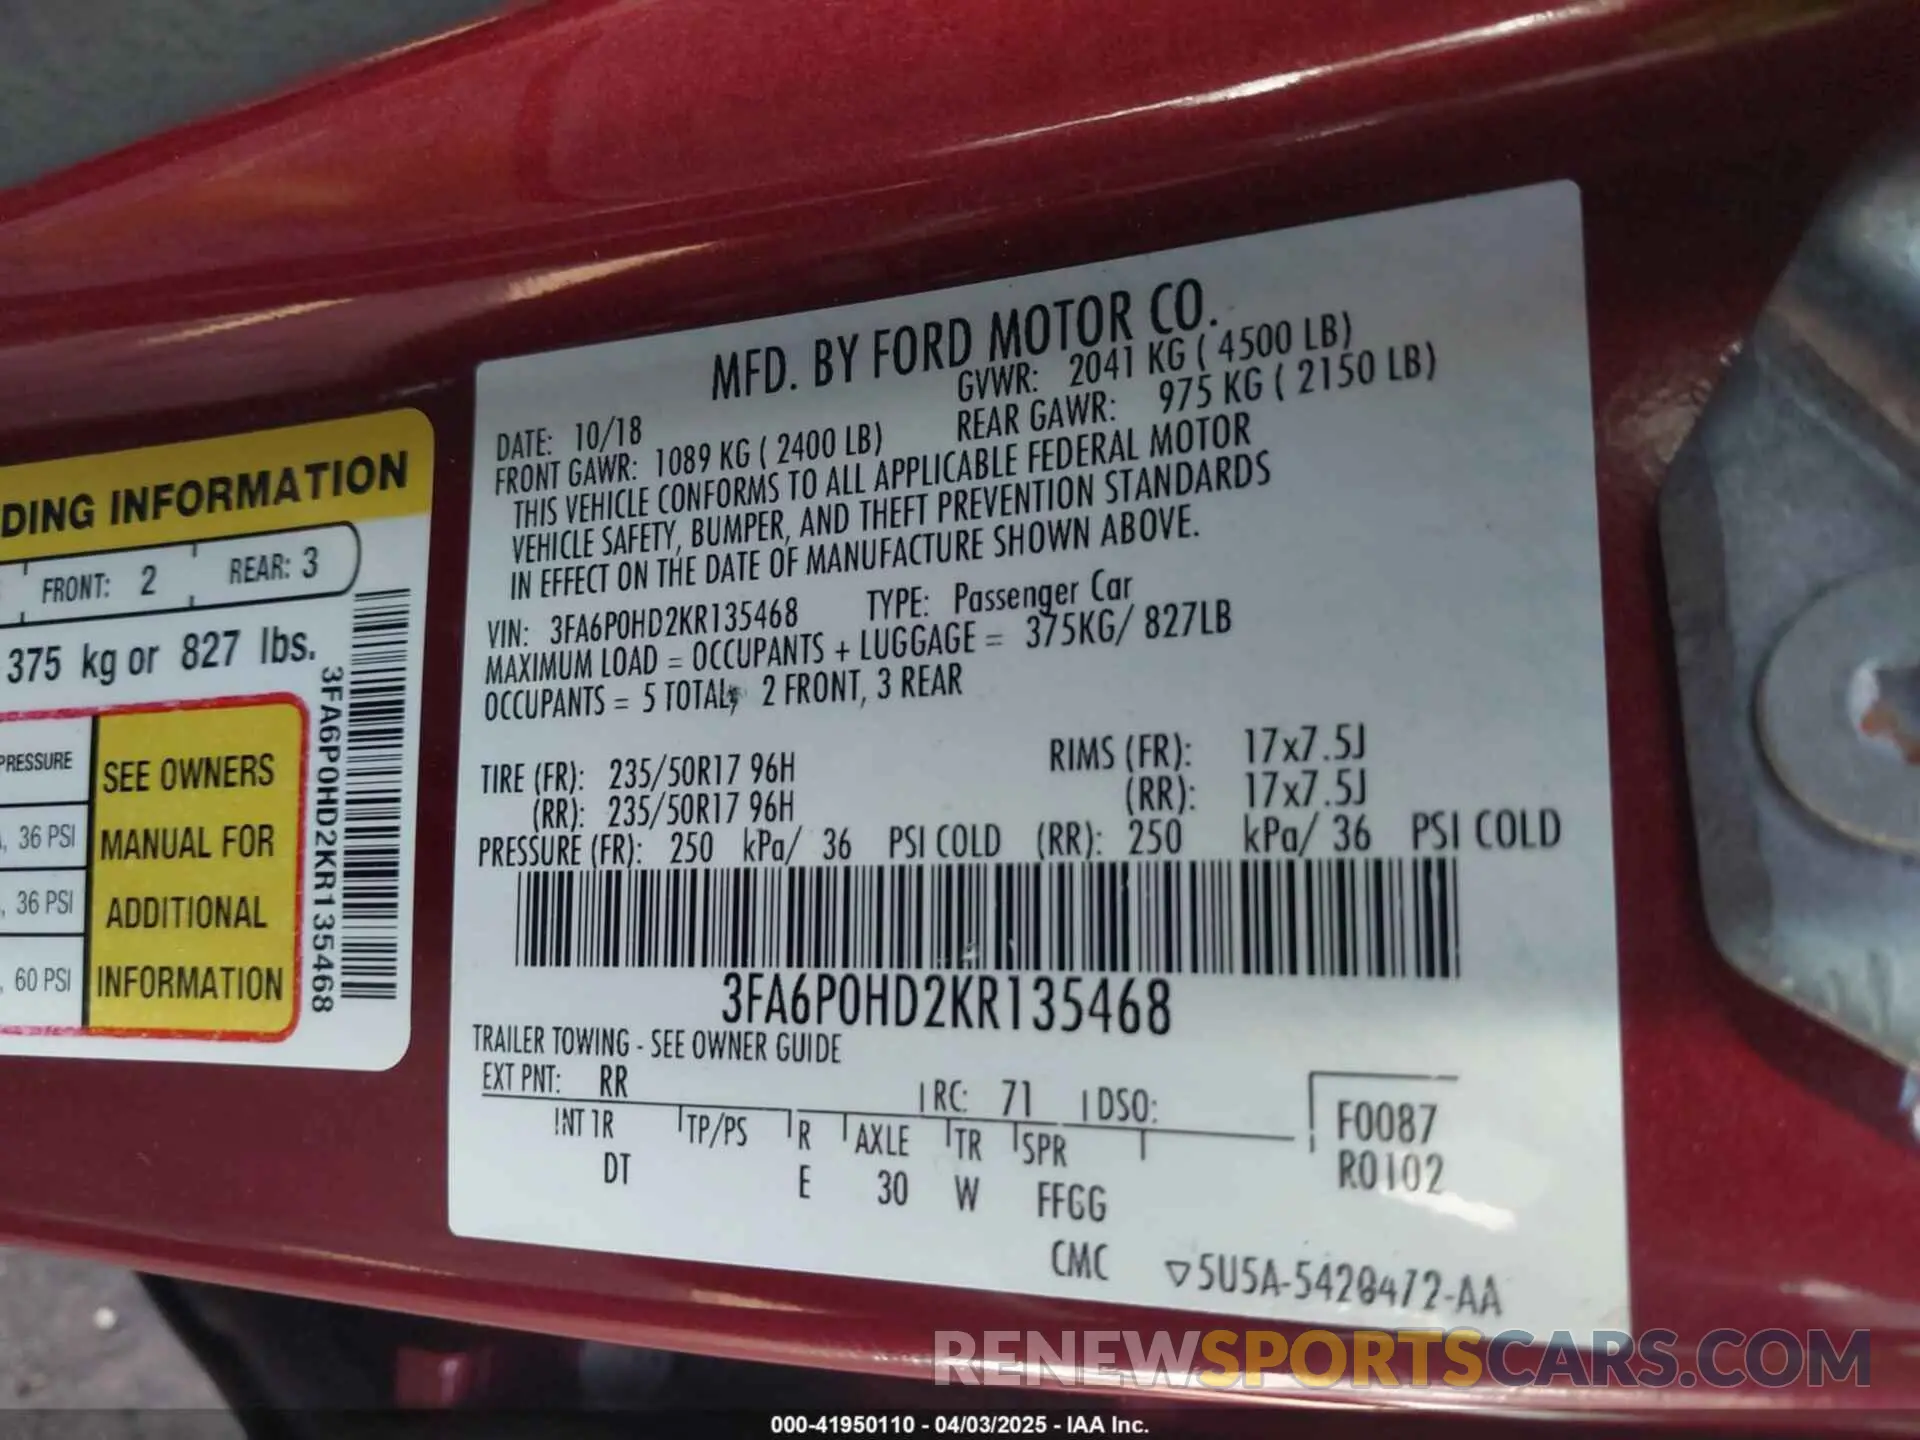 DING INFORMATION
FRONT: 2 REAR: 3
375 kg or 827 lbs.
3FA6P0HD2KR135468
PRESSURE
36 PSI
36 PSI
60 PSI
SEE OWNERS
MANUAL FOR
ADDITIONAL
INFORMATION
MFD. BY FORD MOTOR CO.
DATE: 10/18 GVWR: 2041 KG ( 4500 LB)
FRONT GAWR: 1089 KG ( 2400 LB) REAR GAWR: 975 KG ( 2150 LB)
THIS VEHICLE CONFORMS TO ALL APPLICABLE FEDERAL MOTOR
VEHICLE SAFETY, BUMPER, AND THEFT PREVENTION STANDARDS
IN EFFECT ON THE DATE OF MANUFACTURE SHOWN ABOVE.
VIN: 3FA6P0HD2KR135468 TYPE: Passenger Car
MAXIMUM LOAD = OCCUPANTS + LUGGAGE = 375KG/ 827LB
OCCUPANTS = 5 TOTAL, 2 FRONT, 3 REAR
TIRE (FR): 235/50R17 96H RIMS (FR): 17x7.5J
(RR): 235/50R17 96H (RR): 17x7.5J
PRESSURE (FR): 250 kPa/ 36 PSI COLD (RR): 250 kPa/ 36 PSI COLD
3FA6P0HD2KR135468
TRAILER TOWING - SEE OWNER GUIDE
EXT PNT: RR RC: 71 DSO:
INT TR TP/PS R AXLE TR SPR
DT E 30 W FFGG
CMC
F0087
R0102
5U5A-5420472-AA
RENEWSPORTSCARS.COM
000-41950110 - 04/03/2025 - IAA Inc.